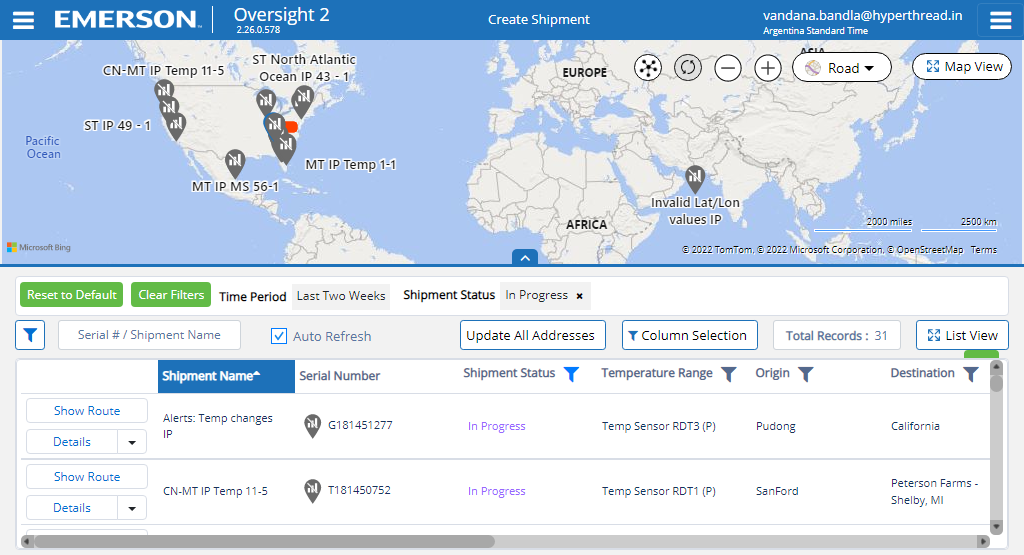 EMERSON
Oversight 2
2.26.0.578
Create Shipment
vandana.bandla@hyperthread.in
Argentina Standard Time
CN-MT IP Temp 11-5
ST North Atlantic
Ocean IP 43 - 1
ST IP 49 - 1
MT IP Temp 1-1
MT IP MS 56-1
Pacific
Ocean
EUROPE
ASIA
AFRICA
Invalid Lat/Lon
values IP
Road
Map View
2000 miles
2500 km
Microsoft Bing
© 2022 TomTom, © 2022 Microsoft Corporation, © OpenStreetMap Terms
Reset to Default
Clear Filters
Time Period
Last Two Weeks
Shipment Status
In Progress ×
Serial # / Shipment Name
Auto Refresh
Update All Addresses
Column Selection
Total Records : 31
List View
Shipment Name
Serial Number
Shipment Status
Temperature Range
Origin
Destination
Show Route
Details
Alerts: Temp changes
IP
G181451277
In Progress
Temp Sensor RDT3 (P)
Pudong
California
Show Route
Details
CN-MT IP Temp 11-5
T181450752
In Progress
Temp Sensor RDT1 (P)
SanFord
Peterson Farms -
Shelby, MI